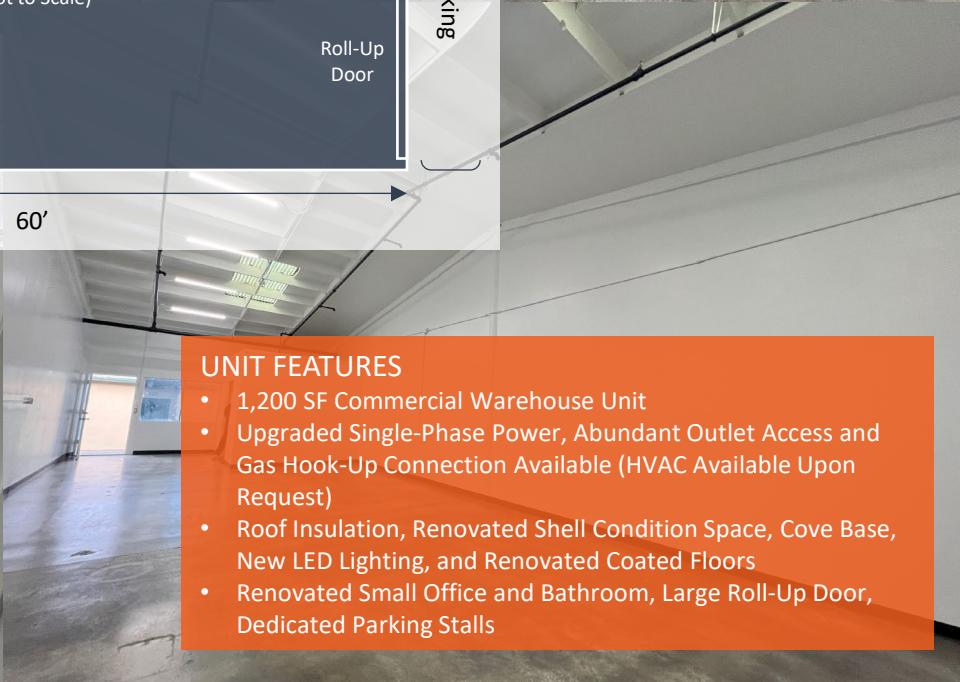 to Scale)
Roll-Up
Door
60’
UNIT FEATURES
• 1,200 SF Commercial Warehouse Unit
• Upgraded Single-Phase Power, Abundant Outlet Access and
Gas Hook-Up Connection Available (HVAC Available Upon
Request)
• Roof Insulation, Renovated Shell Condition Space, Cove Base,
New LED Lighting, and Renovated Coated Floors
• Renovated Small Office and Bathroom, Large Roll-Up Door,
Dedicated Parking Stalls